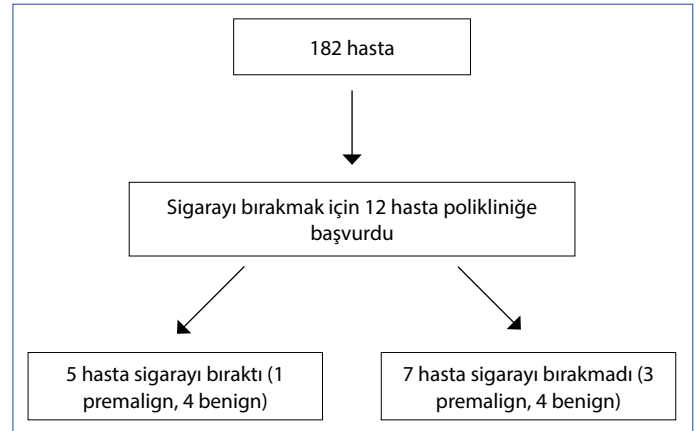 182 hasta
Sigarayı bırakmak için 12 hasta polikliniğe
başvurdu
5 hasta sigarayı bıraktı (1
premalign, 4 benign)
7 hasta sigarayı bırakmadı (3
premalign, 4 benign)